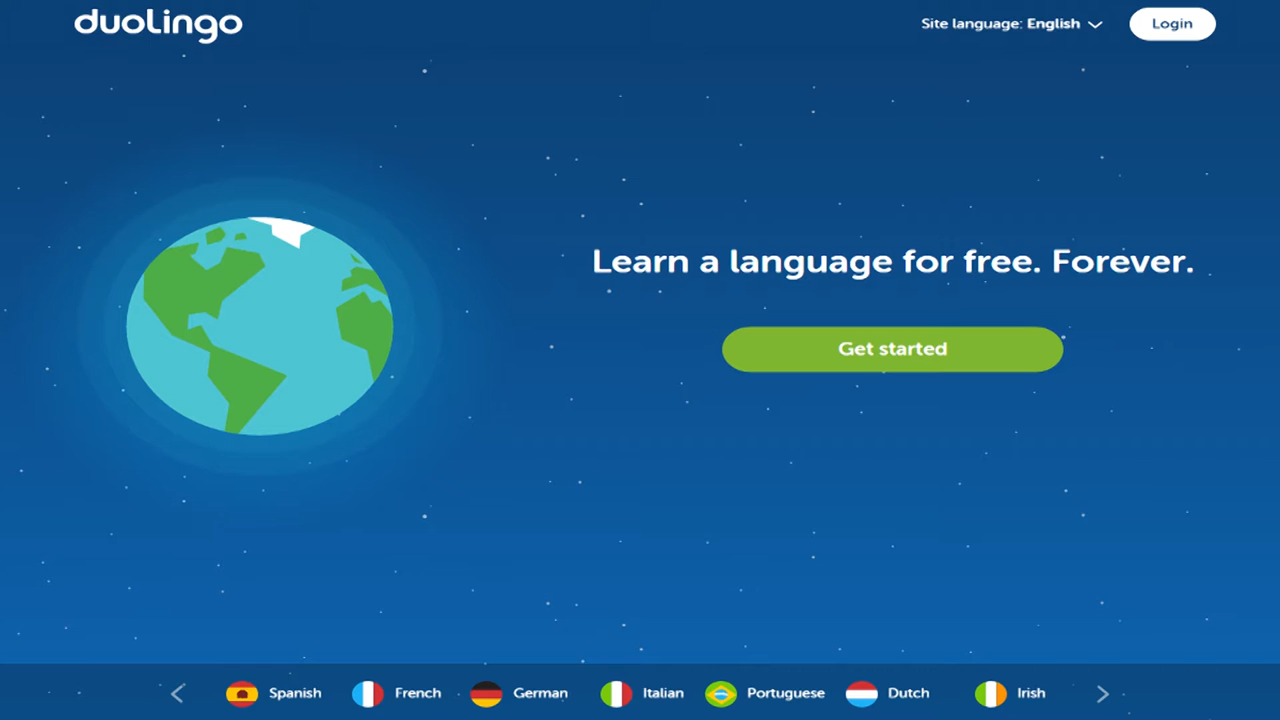 duolingo
Site language: English
Login
Learn a language for free. Forever.
Get started
Spanish
French
German
Italian
Portuguese
Dutch
Irish